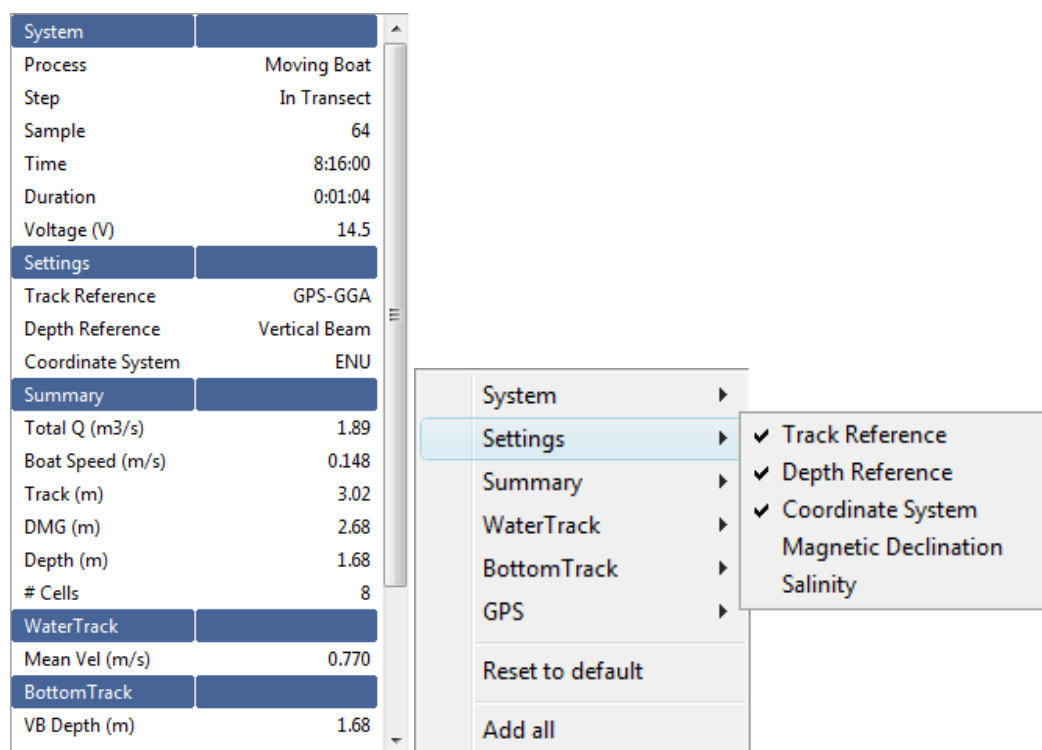 System
Process Moving Boat
Step In Transect
Sample 64
Time 8:16:00
Duration 0:01:04
Voltage (V) 14.5
Settings
Track Reference GPS-GGA
Depth Reference Vertical Beam
Coordinate System ENU
Summary
Total Q (m3/s) 1.89
Boat Speed (m/s) 0.148
Track (m) 3.02
DMG (m) 2.68
Depth (m) 1.68
# Cells 8
WaterTrack
Mean Vel (m/s) 0.770
BottomTrack
VB Depth (m) 1.68
System
Settings
Summary
WaterTrack
BottomTrack
GPS
Reset to default
Add all
Track Reference
Depth Reference
Coordinate System
Magnetic Declination
Salinity